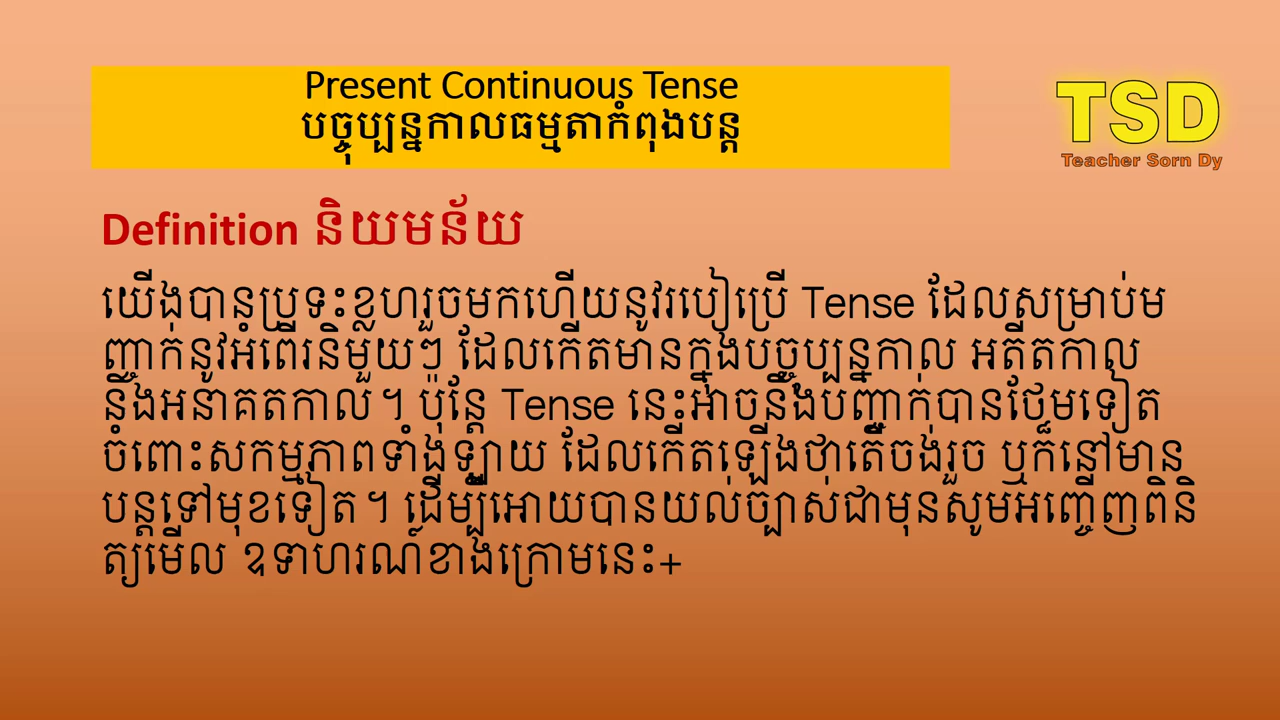 Present Continuous Tense
បច្ចុប្បន្នកាលធម្មតាកំពុងបន្ត
TSD
Teacher Sorn Dy
Definition និយមន័យ
យើងបានប្រទះខ្លហរួចមកហើយនូវរបៀប្រើ Tense ដែលសម្រាប់ម
ញ្ជាក់នូវអំពើរនិមួយៗ ដែលកើតមានក្នុងបច្ចុប្បន្នកាល អតីតកាល
និងអនាគតកាល។ ប៉ុន្តែ Tense នេះអាចនឹងបញ្ជាក់បានថែមទៀត
ចំពោះសកម្មភាពទាំងឡាយ ដែលកើតឡើងថាតើចង់រួច ឬក៏នៅមាន
បន្តទៅមុខទៀត។ ដើម្បីអោយបានយល់ច្បាស់ជាមុនសូមអញ្ចើញពិនិ
ត្យមើល ឧទាហរណ៍ខាងក្រោមនេះ+